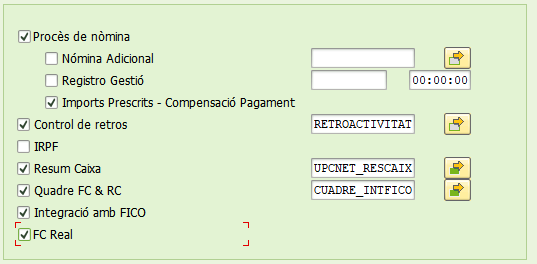 Procès de nòmina
Nómina Adicional
Registro Gestió 00:00:00
Imports Prescrits - Compensació Pagament
Control de retros RETROACTIVITAT
IRPF
Resum Caixa UPCNET_RESCAIX
Quadre FC & RC CUADRE_INTFICO
Integració amb FICO
FC Real